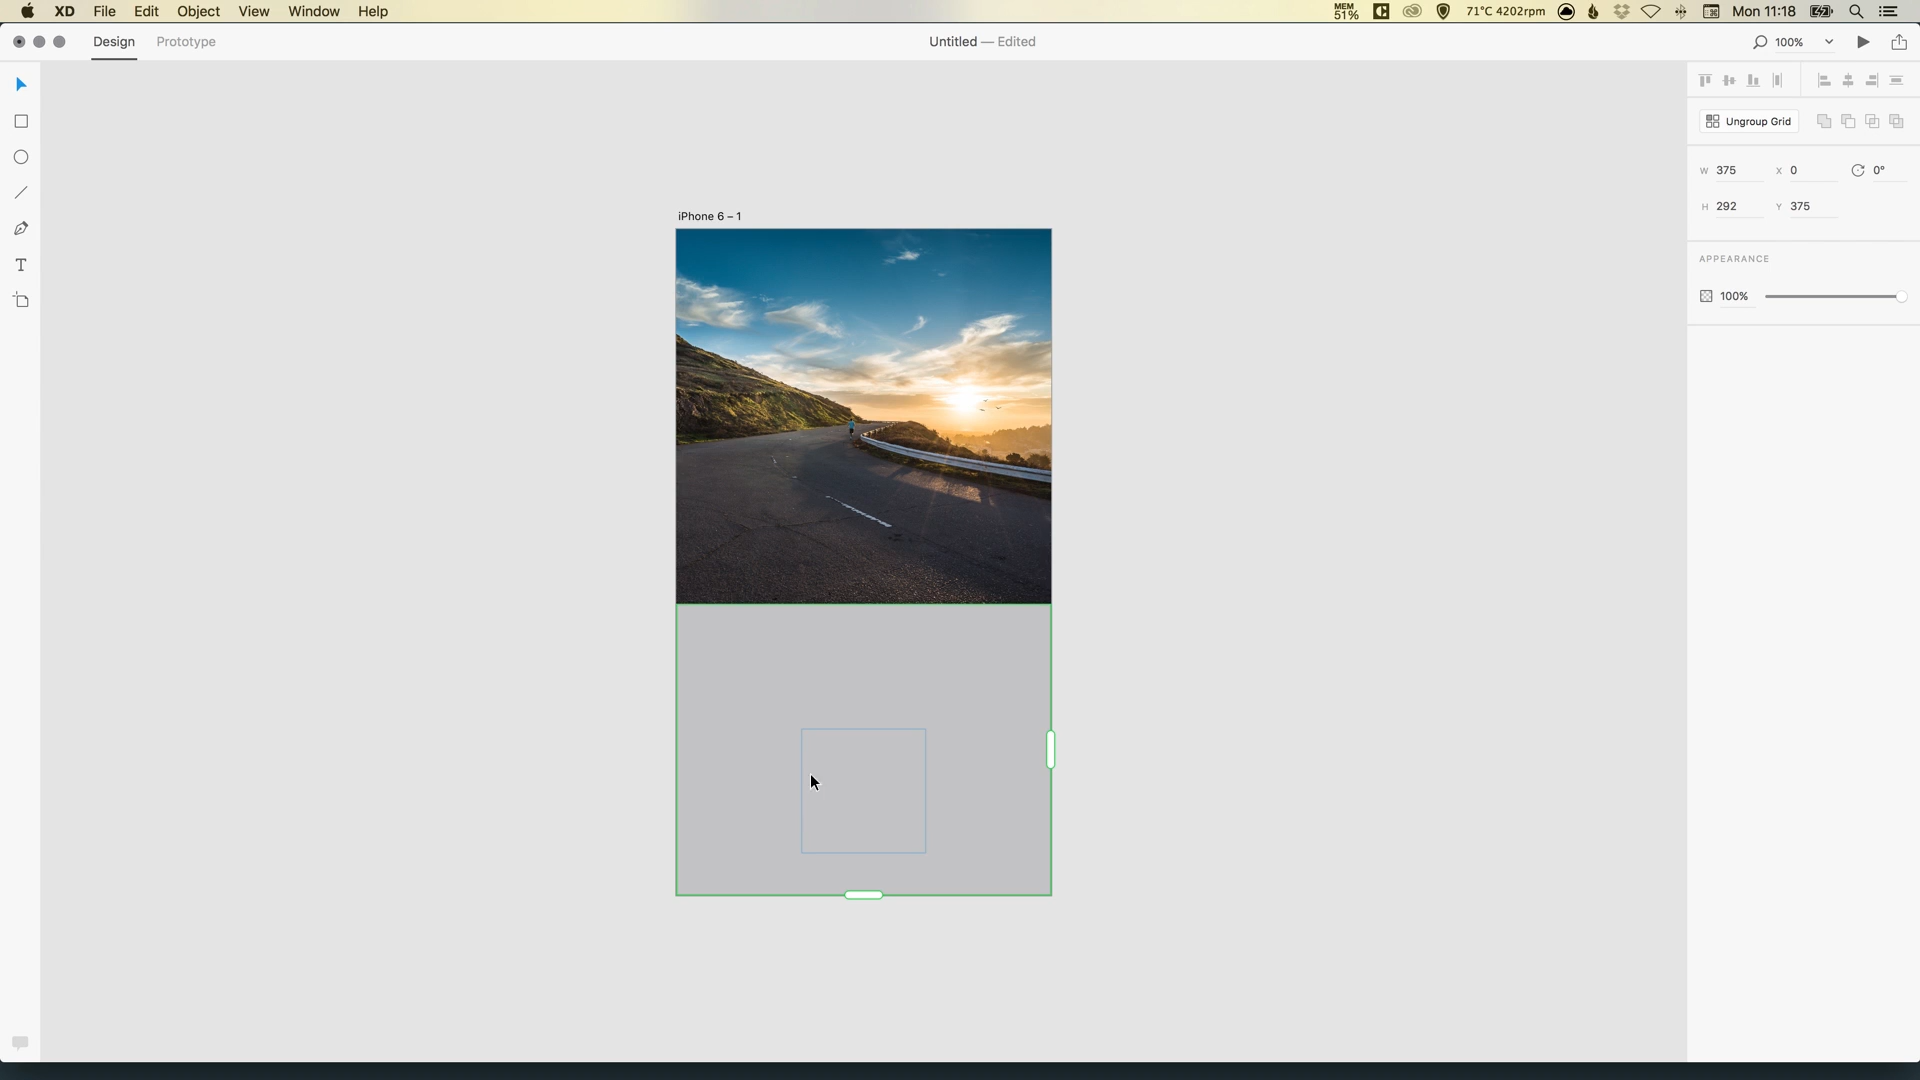 XD File Edit Object View Window Help MEM 51% 71°C 4202rpm Mon 11:18
Design Prototype Untitled — Edited 100%
Ungroup Grid
W 375 X 0 0°
H 292 Y 375
iPhone 6 – 1
APPEARANCE
100%
T